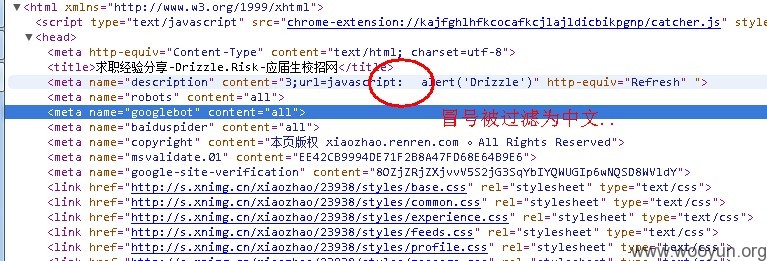 <html xmlns="http://www.w3.org/1999/xhtml">
<script type="text/javascript" src="chrome-extension://kajfghlhfkcocafkcjlajldicbikpgnp/catcher.js" style
<head>
<meta http-equiv="Content-Type" content="text/html; charset=utf-8">
<title>求职经验分享-Drizzle.Risk-应届生校招网</title>
<meta name="description" content="3;url=javascript： alert('Drizzle')" http-equiv="Refresh" ">
<meta name="robots" content="all">
<meta name="googlebot" content="all">
冒号被过滤为中文..
<meta name="baiduspider" content="all">
<meta name="copyright" content="本页版权 xiaozhao.renren.com 。All Rights Reserved">
<meta name="msvalidate.01" content="EE42CB9994DE71F2B8A47FD68E64B9E6">
<meta name="google-site-verification" content="8OZjZRjZXjvvV5S2jG3SqYbIYQWUGIp6wNQSD8WVldY">
<link href="http://s.xnimg.cn/xiaozhao/23938/styles/base.css" rel="stylesheet" type="text/css">
<link href="http://s.xnimg.cn/xiaozhao/23938/styles/common.css" rel="stylesheet" type="text/css">
<link href="http://s.xnimg.cn/xiaozhao/23938/styles/experience.css" rel="stylesheet" type="text/css">
<link href="http://s.xnimg.cn/xiaozhao/23938/styles/feeds.css" rel="stylesheet" type="text/css">
<link href="http://s.xnimg.cn/xiaozhao/23938/styles/profile.css" rel="stylesheet" type="text/css">
www.wooyun.org